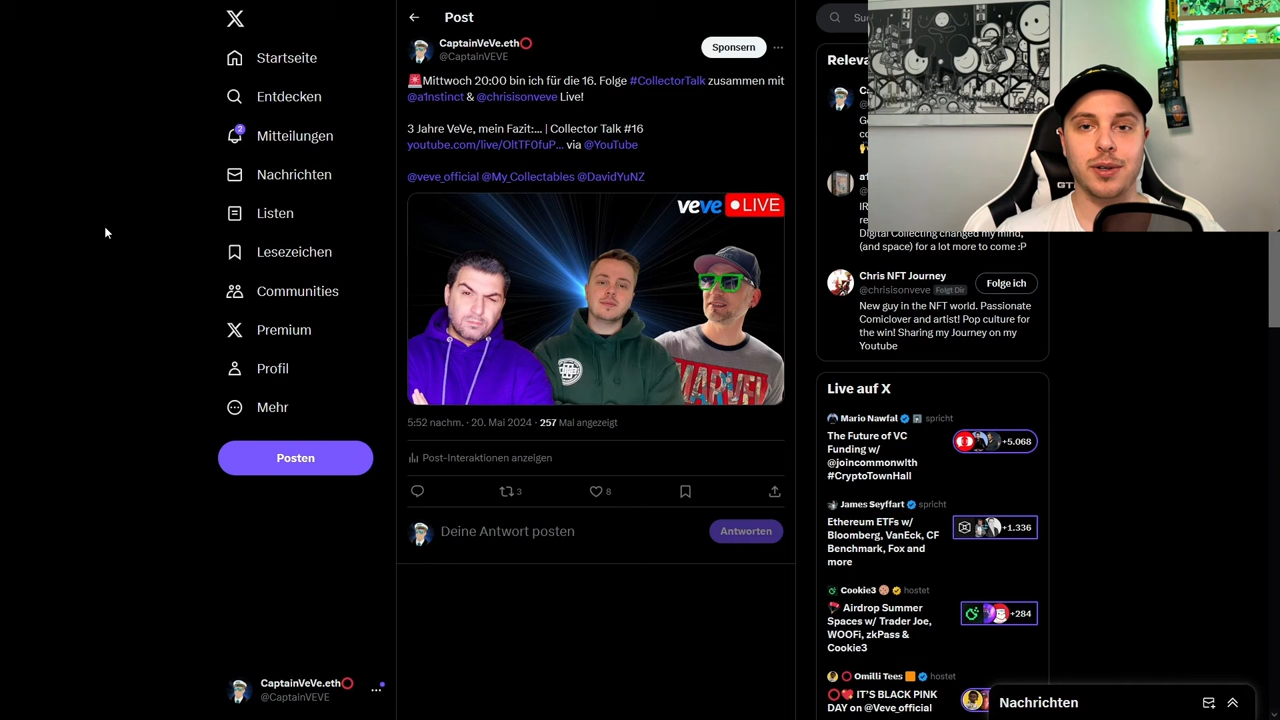 Startseite
Entdecken
2
Mitteilungen
Nachrichten
Listen
Lesezeichen
Communities
Premium
Profil
Mehr
Posten
CaptainVeVe.eth⭕
@CaptainVEVE
Post
CaptainVeVe.eth⭕
@CaptainVEVE
Sponsern
🚨Mittwoch 20:00 bin ich für die 16. Folge #CollectorTalk zusammen mit
@a1nstinct & @chrisisonveve Live!
3 Jahre VeVe, mein Fazit:... | Collector Talk #16
youtube.com/live/OltTF0fuP... via @YouTube
@veve_official @My_Collectables @DavidYuNZ
veve LIVE
MARVEL
5:52 nachm. · 20. Mai 2024 · 257 Mal angezeigt
Post-Interaktionen anzeigen
3
8
Deine Antwort posten
Antworten
Digital Collecting changed my mind,
(and space) for a lot more to come :P
Chris NFT Journey
@chrisisonveve Folgt Dir
Folge ich
New guy in the NFT world. Passionate
Comiclover and artist! Pop culture for
the win! Sharing my Journey on my
Youtube
Live auf X
Mario Nawfal spricht
The Future of VC
Funding w/
@joincommonwith
#CryptoTownHall
+5.068
James Seyffart spricht
Ethereum ETFs w/
Bloomberg, VanEck, CF
Benchmark, Fox and
more
+1.336
Cookie3 hostet
Airdrop Summer
Spaces w/ Trader Joe,
WOOFi, zkPass &
Cookie3
+284
Omilli Tees hostet
⭕💖 IT'S BLACK PINK
DAY on @Veve_official
Nachrichten